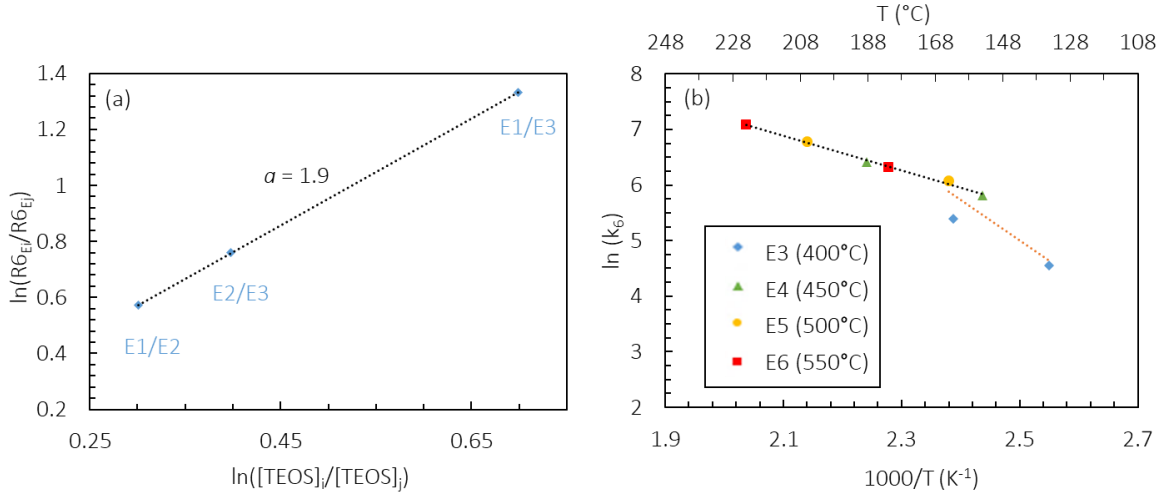 (a)
ln(R6Ei/R6Ej)
1.4
1.2
1
0.8
0.6
0.4
0.2
E1/E3
a = 1.9
E2/E3
E1/E2
0.25 0.45 0.65
ln([TEOS]i/[TEOS]j)
T (°C)
248 228 208 188 168 148 128 108
(b)
ln (k6)
8
7
6
5
4
3
2
E3 (400°C)
E4 (450°C)
E5 (500°C)
E6 (550°C)
1.9 2.1 2.3 2.5 2.7
1000/T (K-1)